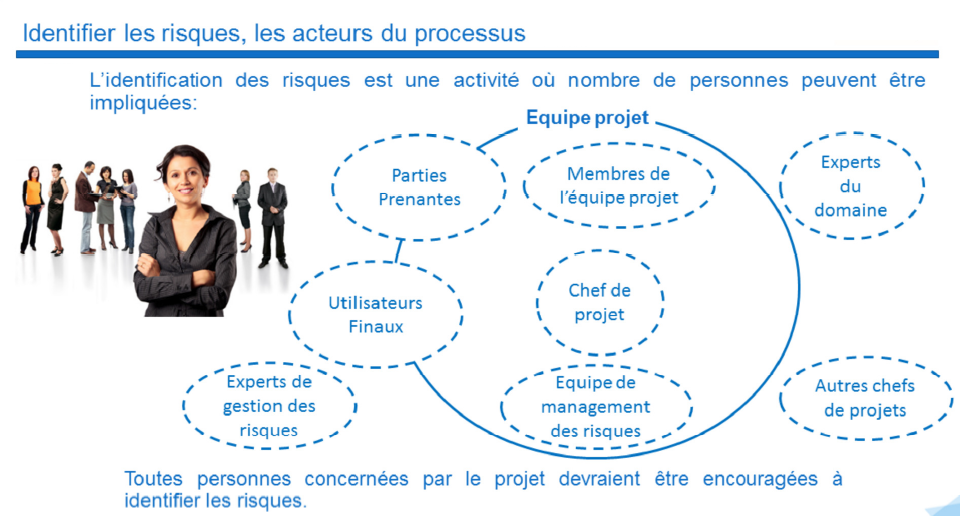 Identifier les risques, les acteurs du processus
L'identification des risques est une activité où nombre de personnes peuvent être
impliquées:
Equipe projet
Parties
Prenantes
Membres de
l'équipe projet
Experts
du
domaine
Utilisateurs
Finaux
Chef de
projet
Experts de
gestion des
risques
Equipe de
management
des risques
Autres chefs
de projets
Toutes personnes concernées par le projet devraient être encouragées à
identifier les risques.